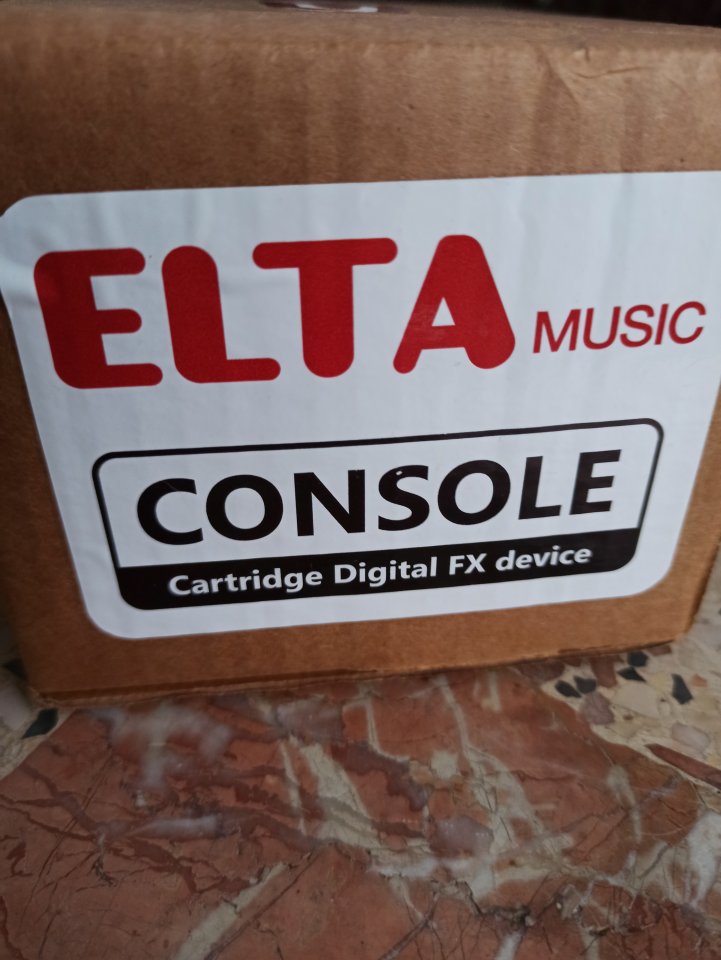 ELTA MUSIC
CONSOLE
Cartridge Digital FX device